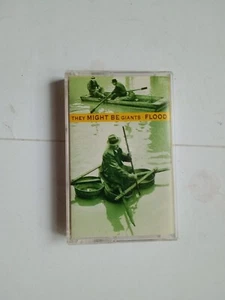 THEY MIGHT BE GIANTS FLOOD